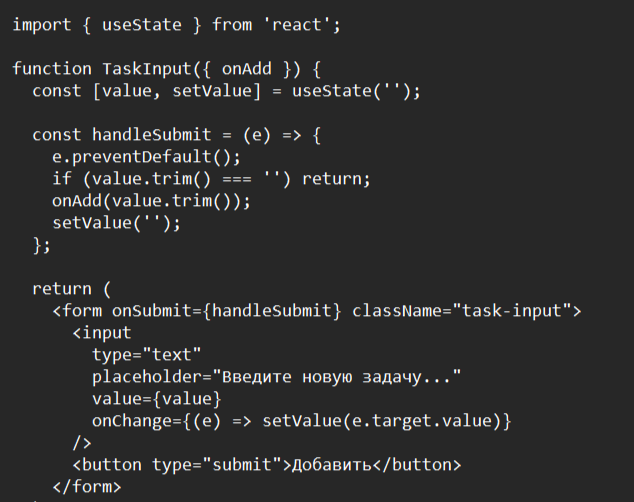 import { useState } from 'react';

function TaskInput({ onAdd }) {
  const [value, setValue] = useState('');

  const handleSubmit = (e) => {
    e.preventDefault();
    if (value.trim() === '') return;
    onAdd(value.trim());
    setValue('');
  };

  return (
    <form onSubmit={handleSubmit} className="task-input">
      <input
        type="text"
        placeholder="Введите новую задачу..."
        value={value}
        onChange={(e) => setValue(e.target.value)}
      />
      <button type="submit">Добавить</button>
    </form>